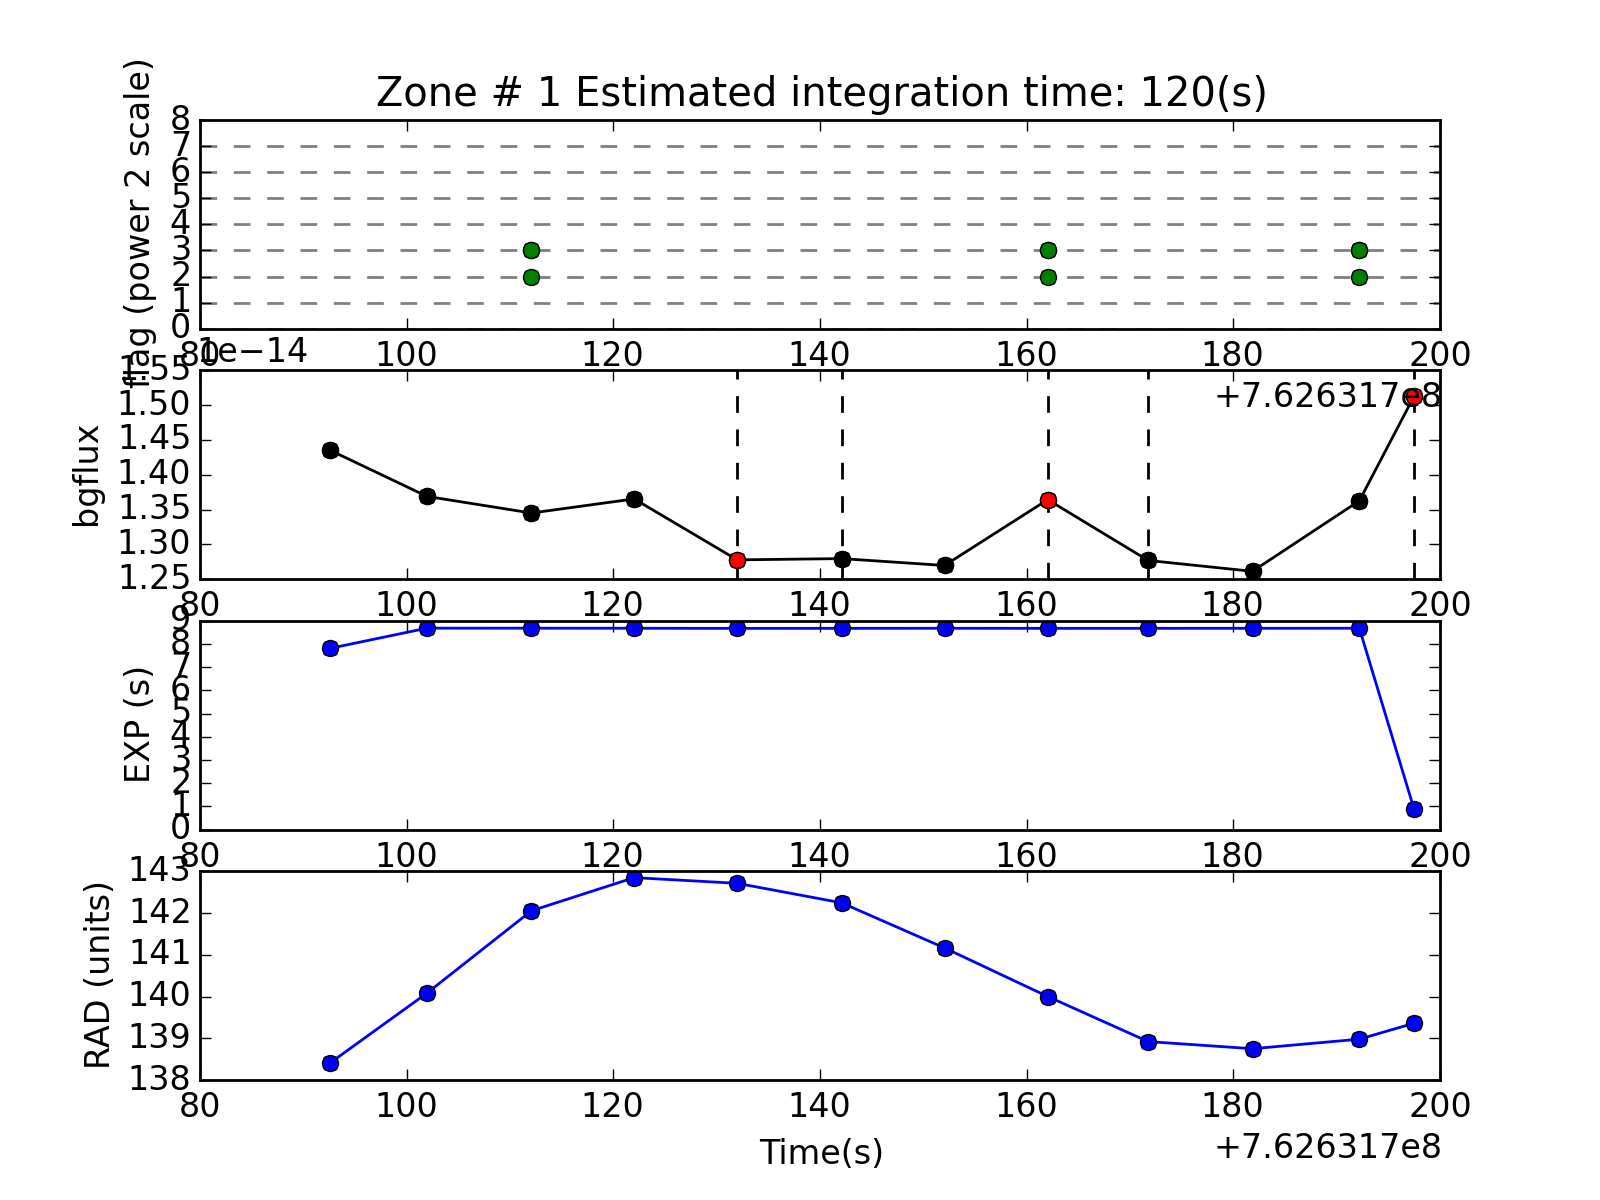 Zone # 1 Estimated integration time: 120(s)
flag (power 2 scale)
8
7
6
5
4
3
2
1
0
80 100 120 140 160 180 200
+7.626317e8
1e−14
bgflux
1.55
1.50
1.45
1.40
1.35
1.30
1.25
80 100 120 140 160 180 200
EXP (s)
9
8
7
6
5
4
3
2
1
0
80 100 120 140 160 180 200
RAD (units)
143
142
141
140
139
138
80 100 120 140 160 180 200
Time(s)
+7.626317e8